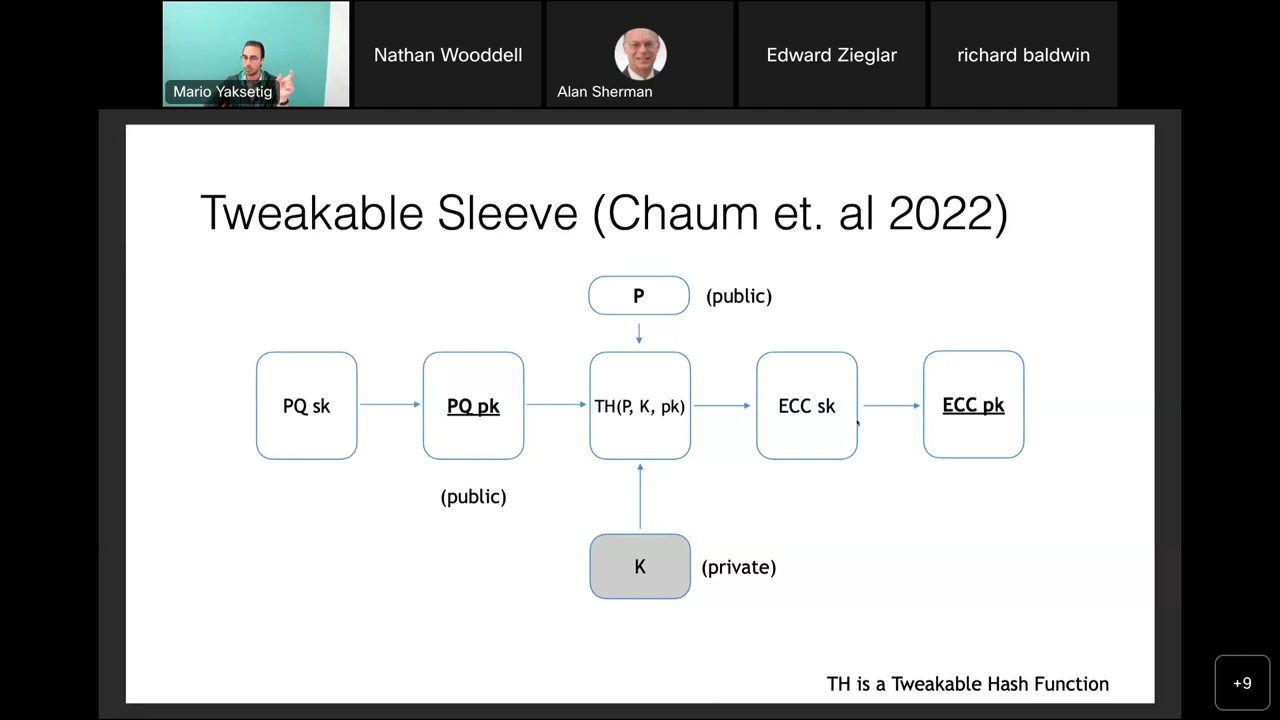 Mario Yaksetig
Nathan Wooddell
Alan Sherman
Edward Zieglar
richard baldwin
Tweakable Sleeve (Chaum et. al 2022)
P
(public)
PQ sk
PQ pk
TH(P, K, pk)
ECC sk
ECC pk
(public)
K
(private)
TH is a Tweakable Hash Function
+9